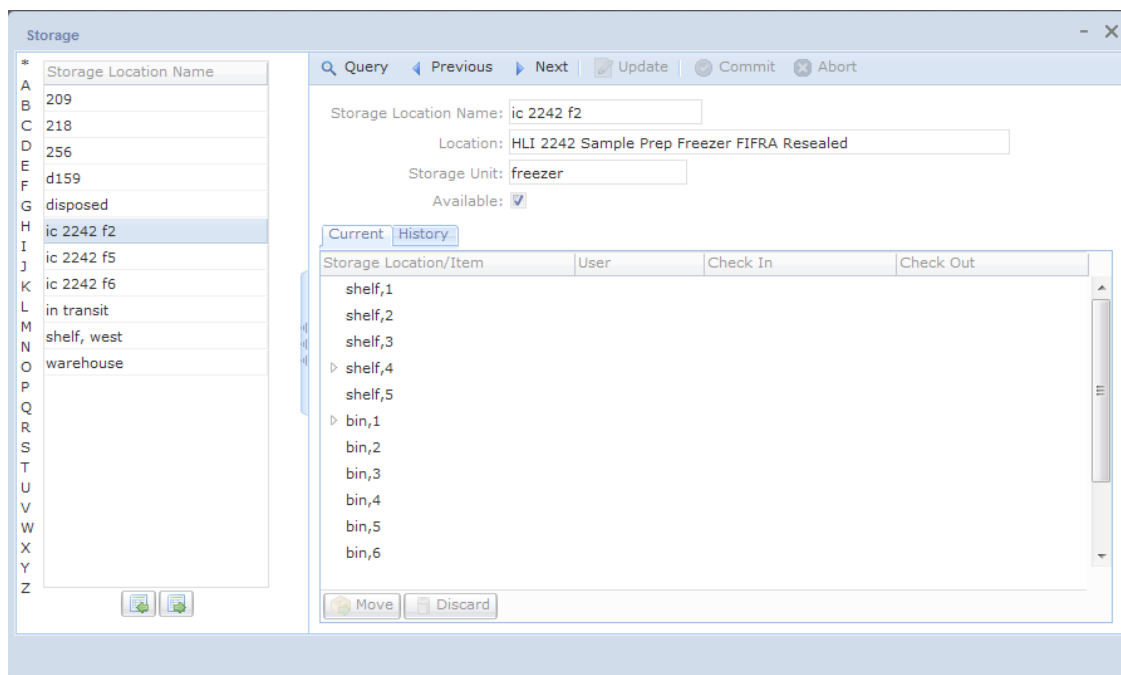 Storage
*
A
B
C
D
E
F
G
H
I
J
K
L
M
N
O
P
Q
R
S
T
U
V
W
X
Y
Z
Storage Location Name
209
218
256
d159
disposed
ic 2242 f2
ic 2242 f5
ic 2242 f6
in transit
shelf, west
warehouse
Query Previous Next Update Commit Abort
Storage Location Name: ic 2242 f2
Location: HLI 2242 Sample Prep Freezer FIFRA Resealed
Storage Unit: freezer
Available:
Current History
Storage Location/Item User Check In Check Out
shelf,1
shelf,2
shelf,3
shelf,4
shelf,5
bin,1
bin,2
bin,3
bin,4
bin,5
bin,6
Move Discard